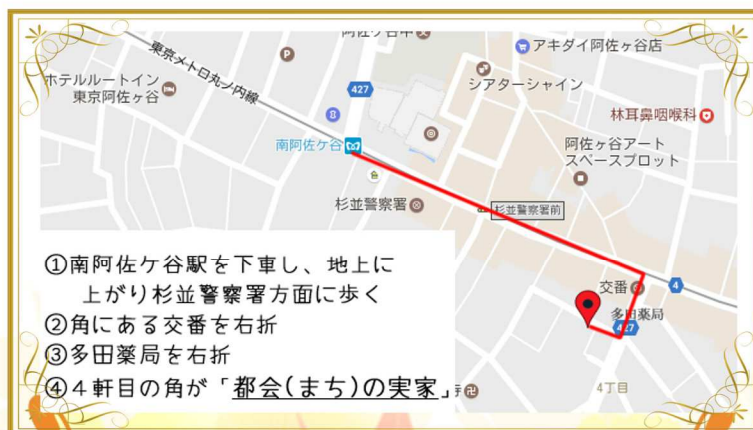 東京メトロ丸ノ内線
ホテルルートイン
東京阿佐ヶ谷
P
427
アキダイ阿佐ヶ谷店
シアターシャイン
林耳鼻咽喉科
南阿佐ケ谷
阿佐ヶ谷アート
スペースプロット
杉並警察署
杉並警察署前
交番
4
多田薬局
427
4丁目
①南阿佐ケ谷駅を下車し、地上に
上がり杉並警察署方面に歩く
②角にある交番を右折
③多田薬局を右折
④4軒目の角が「都会(まち)の実家」